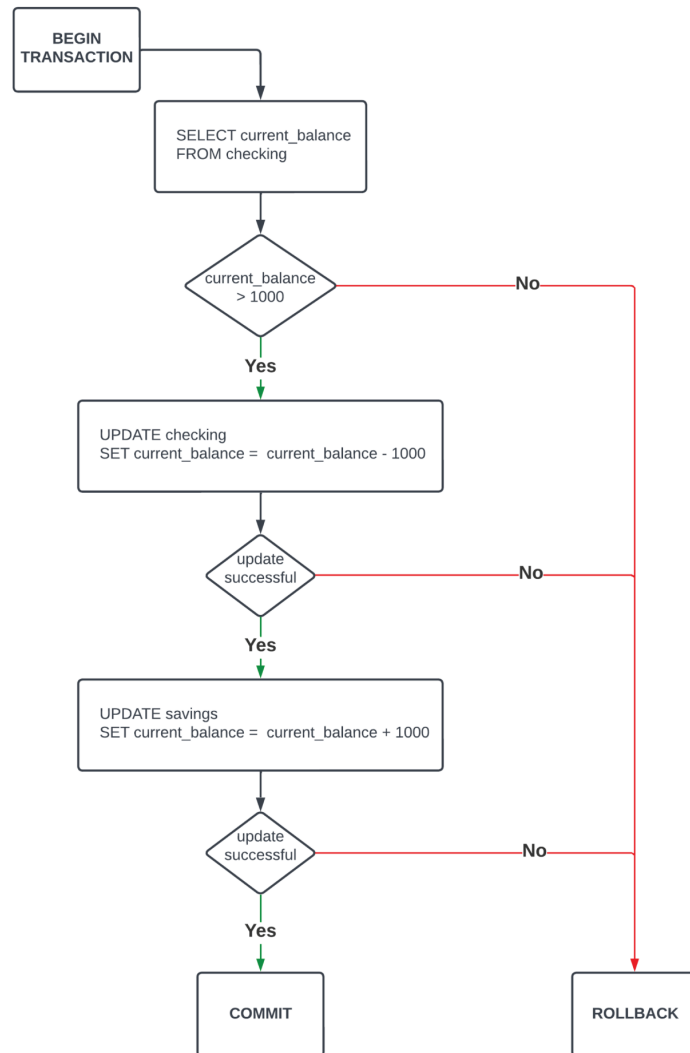 BEGIN
TRANSACTION
SELECT current_balance
FROM checking
current_balance
> 1000
No
Yes
UPDATE checking
SET current_balance =  current_balance - 1000
update
successful
No
Yes
UPDATE savings
SET current_balance =  current_balance + 1000
update
successful
No
Yes
COMMIT
ROLLBACK